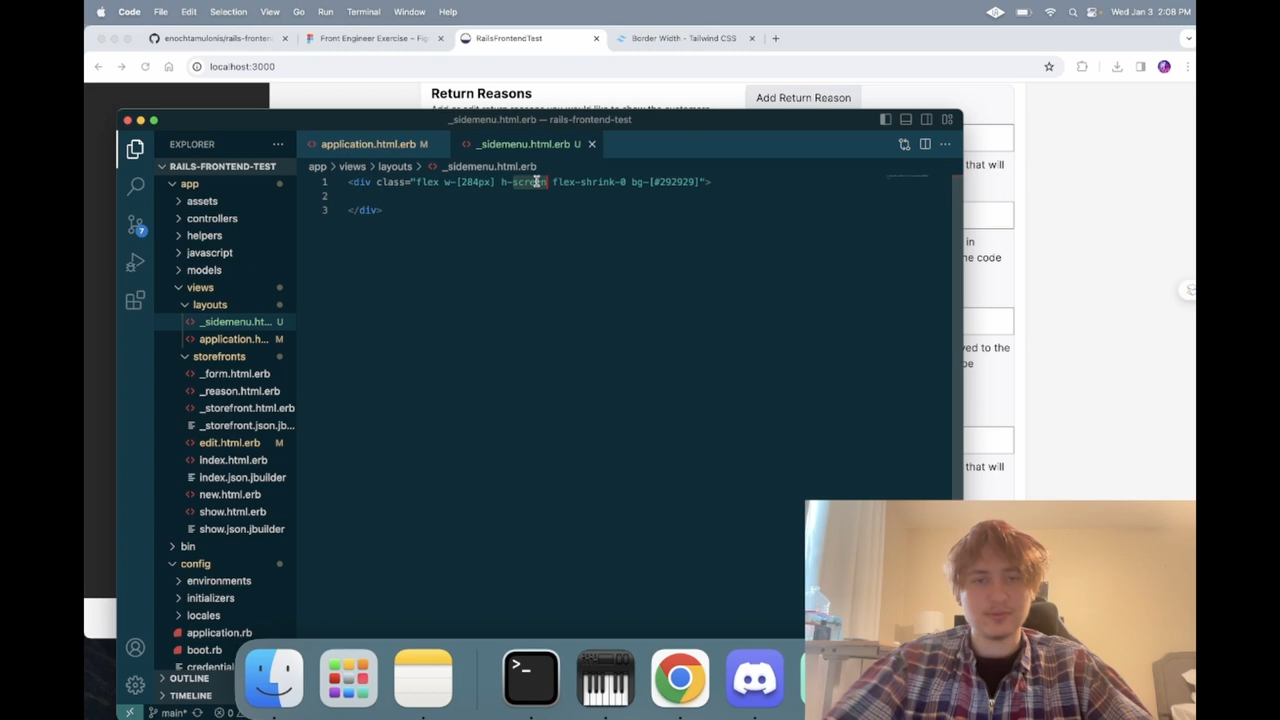 Code File Edit Selection View Go Run Terminal Window Help
Wed Jan 3 2:08 PM
enochtamulonis/rails-fronten
Front Engineer Exercise – Fig
RailsFrontendTest
Border Width - Tailwind CSS
localhost:3000
Return Reasons
Add Return Reason
_sidemenu.html.erb — rails-frontend-test
EXPLORER
application.html.erb M
_sidemenu.html.erb U
RAILS-FRONTEND-TEST
app > views > layouts > _sidemenu.html.erb
app
1 <div class="flex w-[284px] h-screen flex-shrink-0 bg-[#292929]">
assets
2
controllers
3 </div>
helpers
javascript
models
views
layouts
_sidemenu.ht... U
application.h... M
storefronts
_form.html.erb
_reason.html.erb
_storefront.html.erb
_storefront.json.jb...
edit.html.erb M
index.html.erb
index.json.jbuilder
new.html.erb
show.html.erb
show.json.jbuilder
bin
config
environments
initializers
locales
application.rb
boot.rb
OUTLINE
TIMELINE
main*
0
7
that will
in
he code
ved to the
be
that will